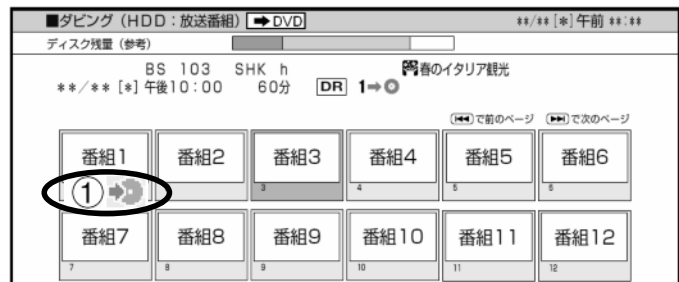 ■ダビング（HDD：放送番組）➡DVD　**/**[*]午前 **:**
ディスク残量（参考）
BS 103 SHK h 春のイタリア観光
**/** [*] 午後10:00 60分 DR 1➡
⏮で前のページ ⏭で次のページ
番組1 番組2 番組3 番組4 番組5 番組6
① 3 4 5 6
番組7 番組8 番組9 番組10 番組11 番組12
7 8 9 10 11 12